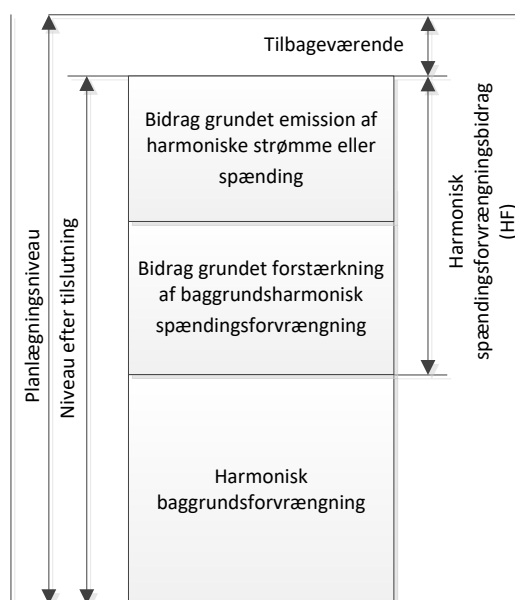 Tilbageværende
Bidrag grundet emission af
harmoniske strømme eller
spænding
Bidrag grundet forstærkning
af baggrundsharmonisk
spændingsforvrængning
Harmonisk
baggrundsforvrængning
Planlægningsniveau
Niveau efter tilslutning
Harmonisk
spændingsforvrængningsbidrag
(HF)